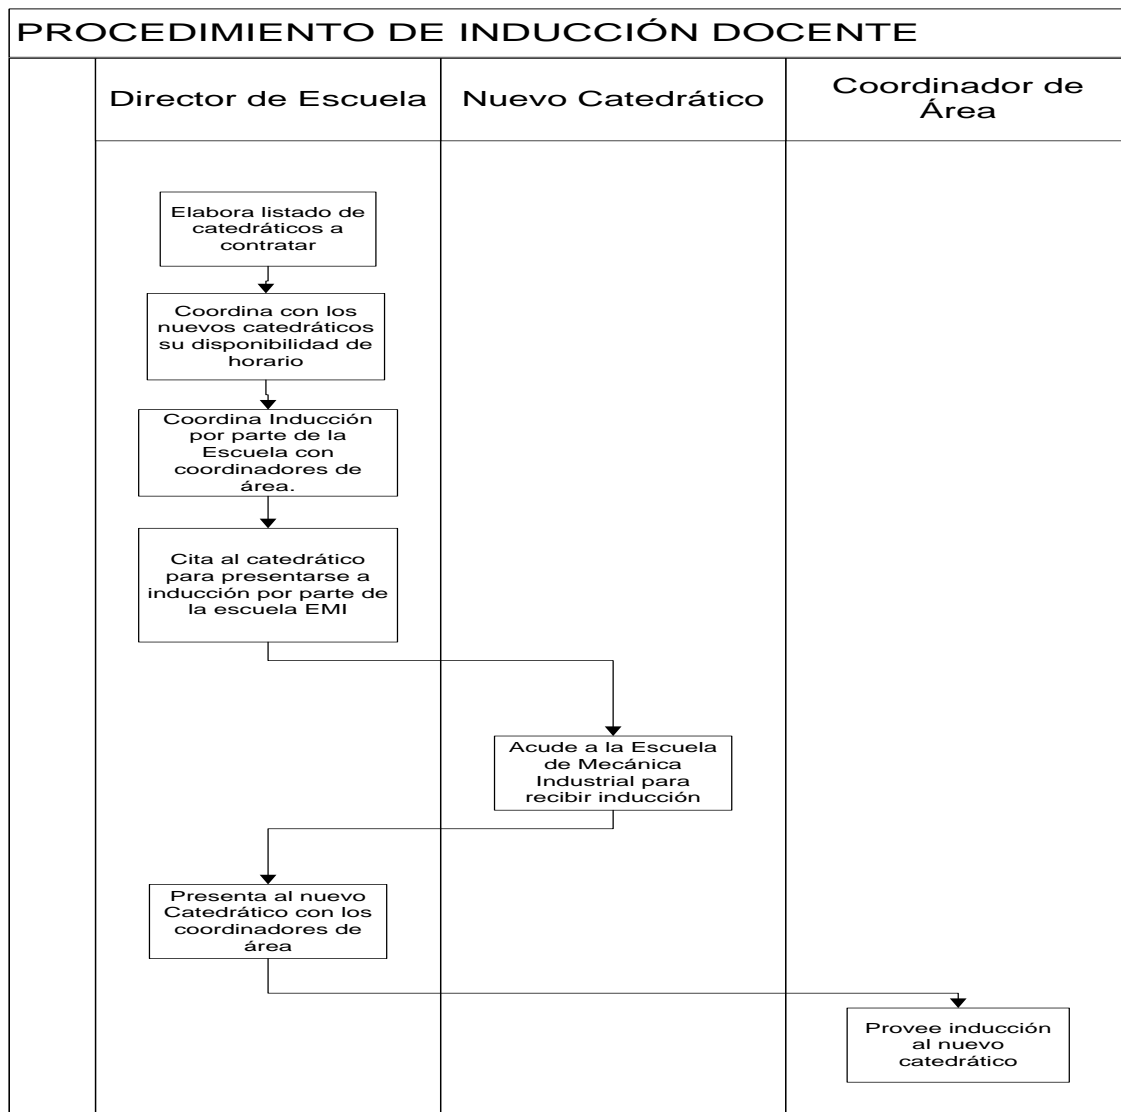 PROCEDIMIENTO DE INDUCCIÓN DOCENTE
Director de Escuela
Nuevo Catedrático
Coordinador de
Área
Elabora listado de
catedráticos a
contratar
Coordina con los
nuevos catedráticos
su disponibilidad de
horario
Coordina Inducción
por parte de la
Escuela con
coordinadores de
área.
Cita al catedrático
para presentarse a
inducción por parte de
la escuela EMI
Acude a la Escuela
de Mecánica
Industrial para
recibir inducción
Presenta al nuevo
Catedrático con los
coordinadores de
área
Provee inducción
al nuevo
catedrático